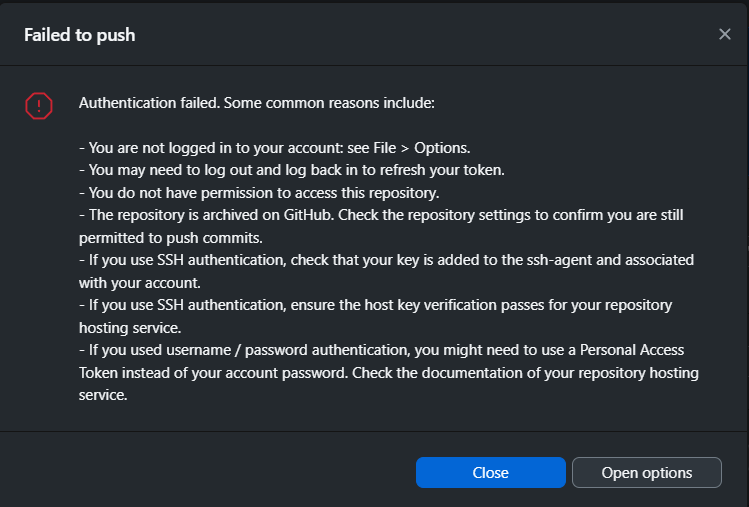 Failed to push
Authentication failed. Some common reasons include:
- You are not logged in to your account: see File > Options.
- You may need to log out and log back in to refresh your token.
- You do not have permission to access this repository.
- The repository is archived on GitHub. Check the repository settings to confirm you are still
permitted to push commits.
- If you use SSH authentication, check that your key is added to the ssh-agent and associated
with your account.
- If you use SSH authentication, ensure the host key verification passes for your repository
hosting service.
- If you used username / password authentication, you might need to use a Personal Access
Token instead of your account password. Check the documentation of your repository hosting
service.
Close
Open options